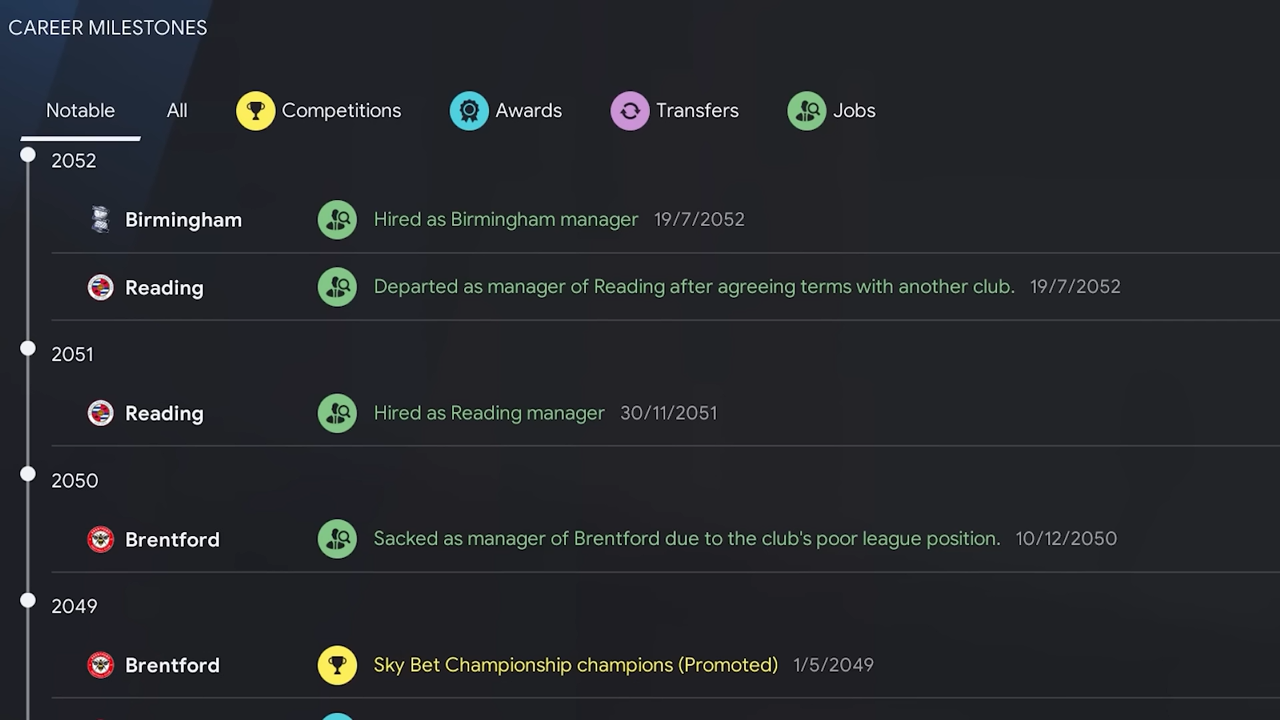 CAREER MILESTONES
Notable All Competitions Awards Transfers Jobs
2052
Birmingham Hired as Birmingham manager 19/7/2052
Reading Departed as manager of Reading after agreeing terms with another club. 19/7/2052
2051
Reading Hired as Reading manager 30/11/2051
2050
Brentford Sacked as manager of Brentford due to the club's poor league position. 10/12/2050
2049
Brentford Sky Bet Championship champions (Promoted) 1/5/2049